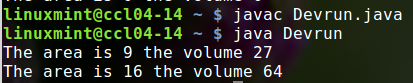 linuxmint@ccl04-14 ~ $ javac Devrun.java
linuxmint@ccl04-14 ~ $ java Devrun
The area is 9 the volume 27
The area is 16 the volume 64